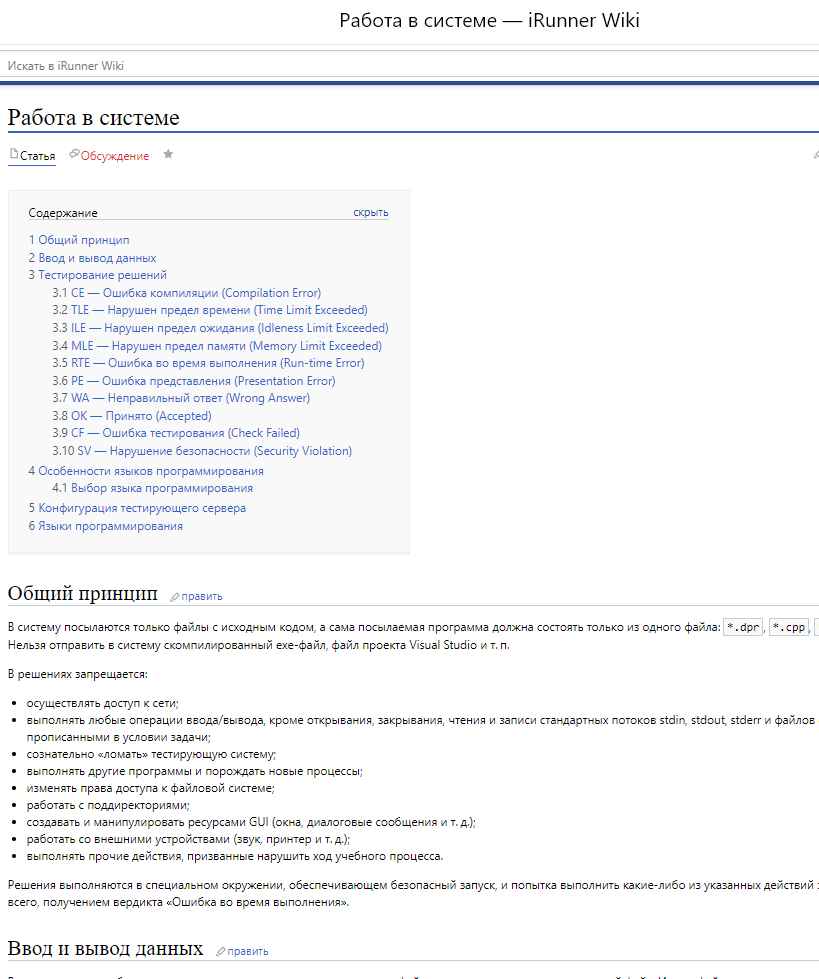 Работа в системе — iRunner Wiki
Искать в iRunner Wiki
Работа в системе
Статья Обсуждение
Содержание скрыть
1 Общий принцип
2 Ввод и вывод данных
3 Тестирование решений
3.1 CE — Ошибка компиляции (Compilation Error)
3.2 TLE — Нарушен предел времени (Time Limit Exceeded)
3.3 ILE — Нарушен предел ожидания (Idleness Limit Exceeded)
3.4 MLE — Нарушен предел памяти (Memory Limit Exceeded)
3.5 RTE — Ошибка во время выполнения (Run-time Error)
3.6 PE — Ошибка представления (Presentation Error)
3.7 WA — Неправильный ответ (Wrong Answer)
3.8 OK — Принято (Accepted)
3.9 CF — Ошибка тестирования (Check Failed)
3.10 SV — Нарушение безопасности (Security Violation)
4 Особенности языков программирования
4.1 Выбор языка программирования
5 Конфигурация тестирующего сервера
6 Языки программирования
Общий принцип править
В систему посылаются только файлы с исходным кодом, а сама посылаемая программа должна состоять только из одного файла: *.dpr, *.cpp,
Нельзя отправить в систему скомпилированный exe-файл, файл проекта Visual Studio и т. п.
В решениях запрещается:
• осуществлять доступ к сети;
• выполнять любые операции ввода/вывода, кроме открывания, закрывания, чтения и записи стандартных потоков stdin, stdout, stderr и файлов
прописанными в условии задачи;
• сознательно «ломать» тестирующую систему;
• выполнять другие программы и порождать новые процессы;
• изменять права доступа к файловой системе;
• работать с поддиректориями;
• создавать и манипулировать ресурсами GUI (окна, диалоговые сообщения и т. д.);
• работать со внешними устройствами (звук, принтер и т. д.);
• выполнять прочие действия, призванные нарушить ход учебного процесса.
Решения выполняются в специальном окружении, обеспечивающем безопасный запуск, и попытка выполнить какие-либо из указанных действий
всего, получением вердикта «Ошибка во время выполнения».
Ввод и вывод данных править